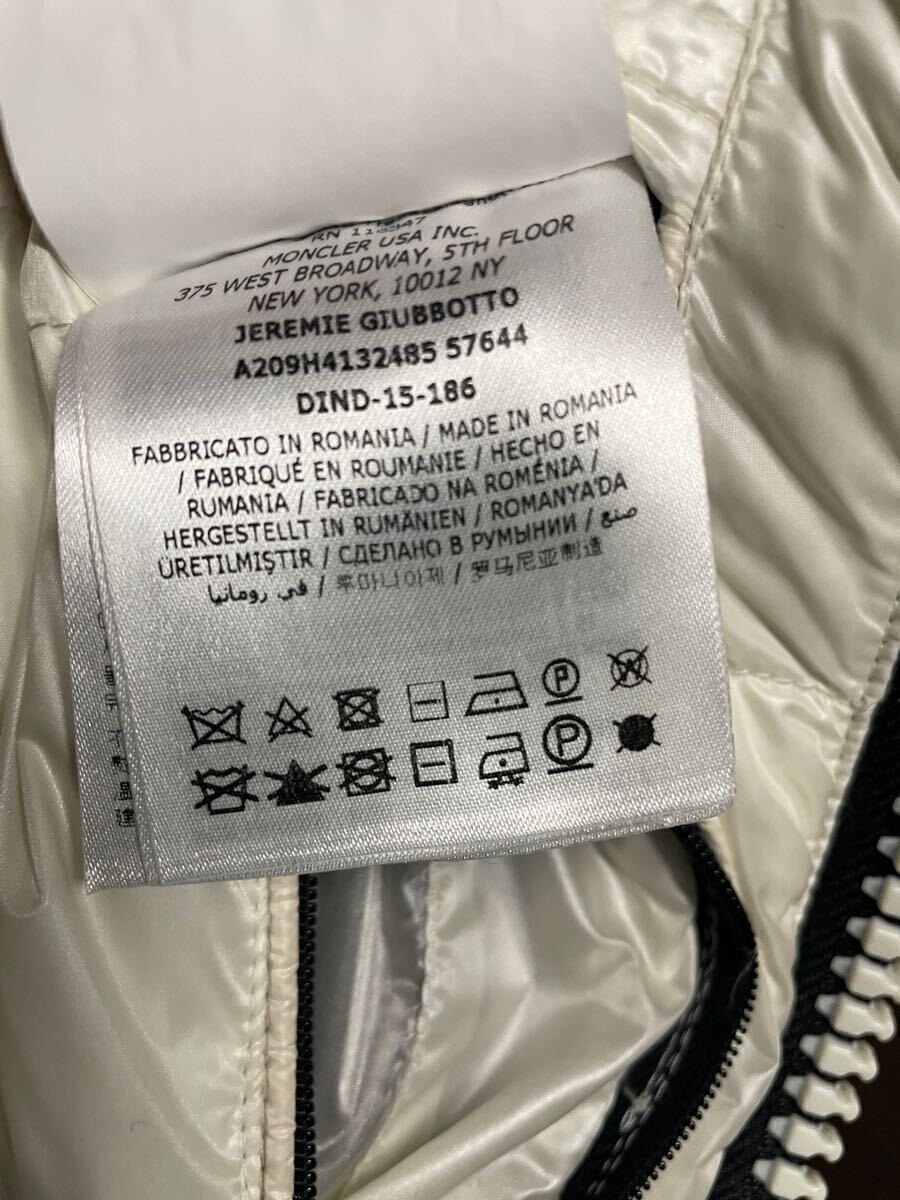 MONCLER USA INC.
375 WEST BROADWAY, 5TH FLOOR
NEW YORK, 10012 NY
JEREMIE GIUBBOTTO
A209H4132485 57644
DIND-15-186
FABBRICATO IN ROMANIA / MADE IN ROMANIA
/ FABRIQUÉ EN ROUMANIE / HECHO EN
RUMANIA / FABRICADO NA ROMÉNIA /
HERGESTELLT IN RUMÄNIEN / ROMANYA'DA
ÜRETILMIŞTIR / СДЕЛАНО В РУМЫНИИ / صنع
في رومانيا / 루마니아제 / 罗马尼亚制造
P
W
P